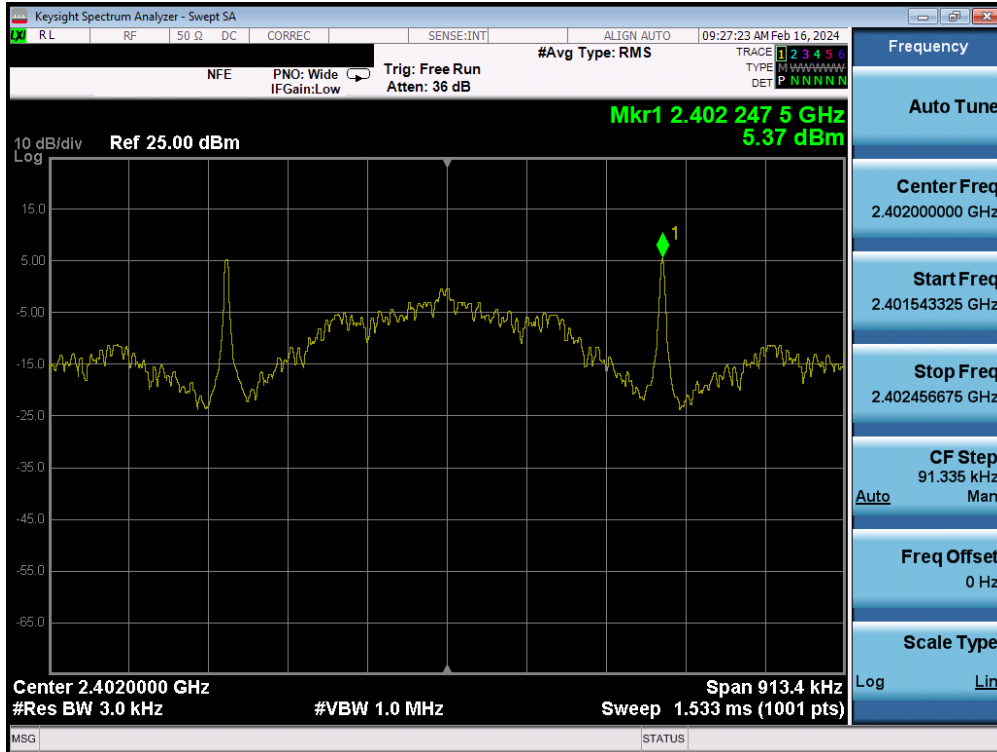 Keysight Spectrum Analyzer - Swept SA
LXI RL RF 50 Ω DC CORREC SENSE:INT ALIGN AUTO 09:27:23 AM Feb 16, 2024
NFE PNO: Wide IFGain:Low Trig: Free Run Atten: 36 dB #Avg Type: RMS
TRACE 1 2 3 4 5 6
TYPE M WWWWW
DET P N N N N N
Mkr1 2.402 247 5 GHz
5.37 dBm
10 dB/div Ref 25.00 dBm
Log
15.0
5.00
-5.00
-15.0
-25.0
-35.0
-45.0
-55.0
-65.0
1
Center 2.4020000 GHz Span 913.4 kHz
#Res BW 3.0 kHz #VBW 1.0 MHz Sweep 1.533 ms (1001 pts)
MSG STATUS
Frequency
Auto Tune
Center Freq
2.402000000 GHz
Start Freq
2.401543325 GHz
Stop Freq
2.402456675 GHz
CF Step
91.335 kHz
Auto Man
Freq Offset
0 Hz
Scale Type
Log Lin